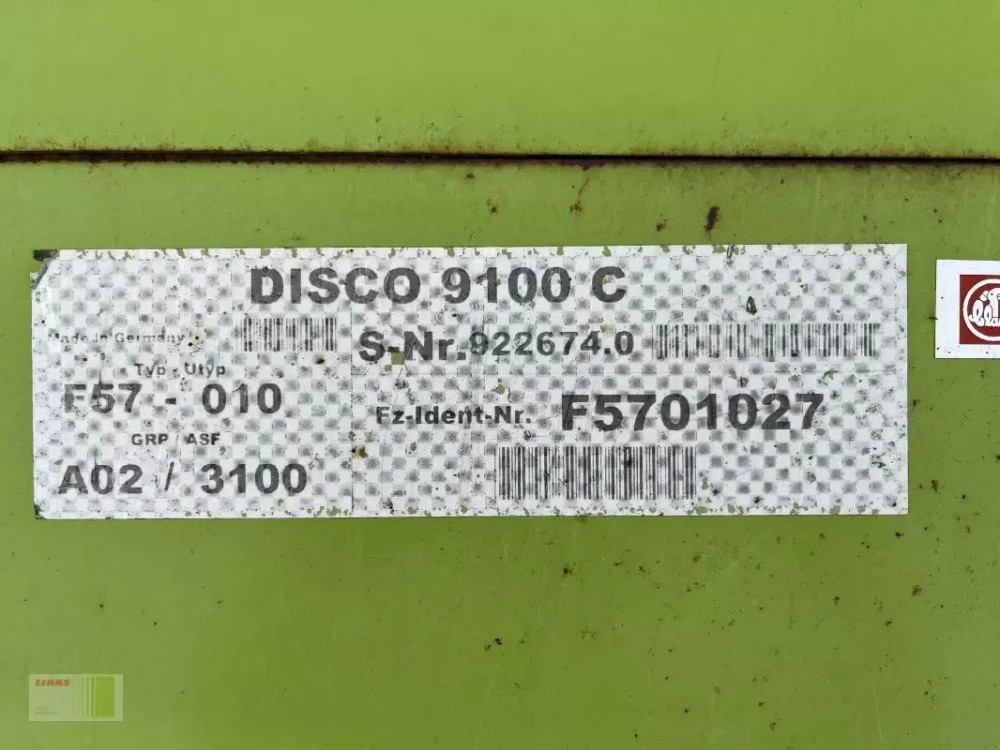 DISCO 9100 C
Made in Germany
S-Nr.922674.0
Typ - Utyp
F57 - 010
Fz-Ident-Nr. F5701027
GRP / ASF
A02 / 3100
CLAAS